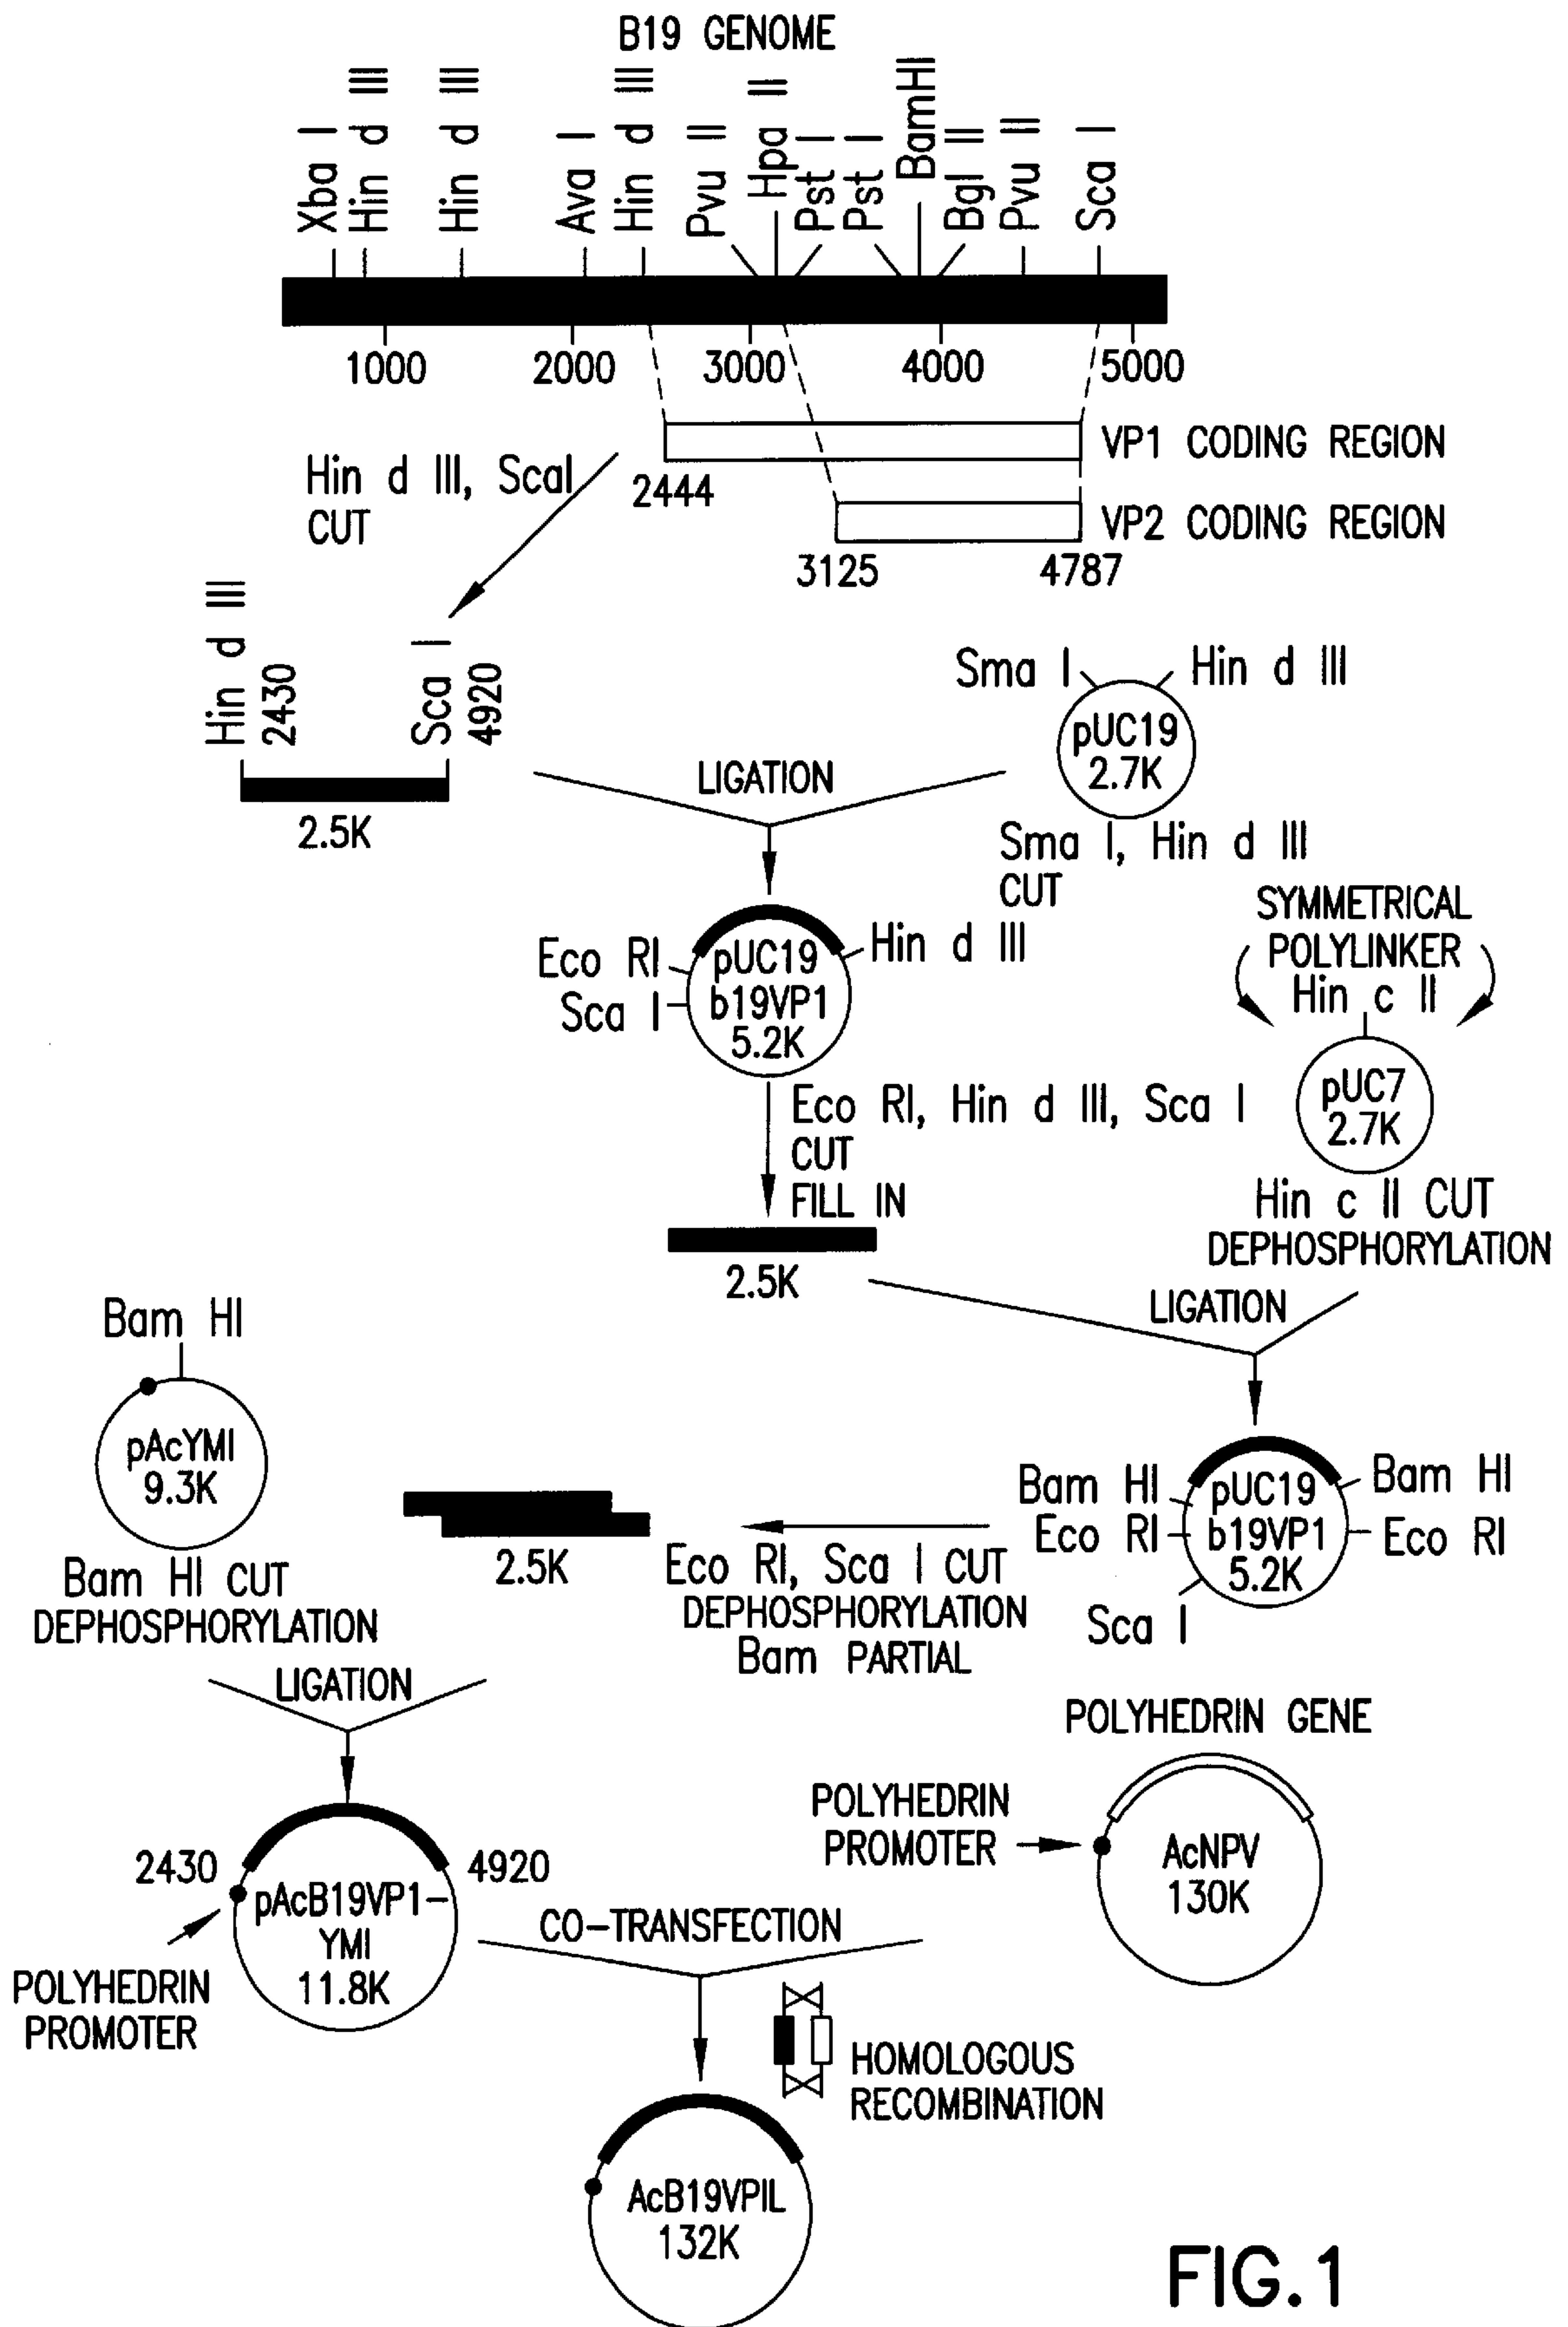 B19 GENOME
Xba I
Hin d III
Hin d III
Ava I
Hin d III
Pvu II
Hpa II
Pst I
Pst I
BamHI
Bgl II
Pvu II
Sca I
1000
2000
3000
4000
5000
VP1 CODING REGION
2444
VP2 CODING REGION
3125
4787
Hin d III, ScaI
CUT
Hin d III
2430
Sca I
4920
2.5K
LIGATION
Sma I
Hin d III
pUC19
2.7K
Sma I, Hin d III
CUT
Eco RI
Sca I
Hin d III
pUC19
b19VP1
5.2K
SYMMETRICAL
POLYLINKER
Hin c II
pUC7
2.7K
Hin c II CUT
DEPHOSPHORYLATION
Eco RI, Hin d III, Sca I
CUT
FILL IN
2.5K
LIGATION
Bam HI
pAcYMI
9.3K
Bam HI CUT
DEPHOSPHORYLATION
2.5K
Eco RI, Sca I CUT
DEPHOSPHORYLATION
Bam PARTIAL
Bam HI
Eco RI
Sca I
Bam HI
Eco RI
pUC19
b19VP1
5.2K
LIGATION
2430
4920
pAcB19VP1-
YMI
11.8K
POLYHEDRIN
PROMOTER
POLYHEDRIN GENE
POLYHEDRIN
PROMOTER
AcNPV
130K
CO-TRANSFECTION
HOMOLOGOUS
RECOMBINATION
AcB19VPIL
132K
FIG.1